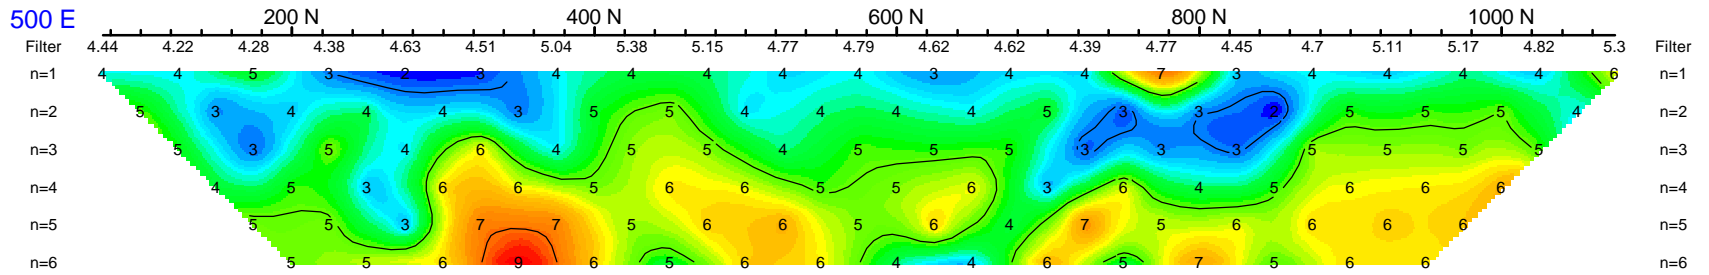 500 E 200 N 400 N 600 N 800 N 1000 N
Filter 4.44 4.22 4.28 4.38 4.63 4.51 5.04 5.38 5.15 4.77 4.79 4.62 4.62 4.39 4.77 4.45 4.7 5.11 5.17 4.82 5.3 Filter
n=1 4 4 5 3 2 3 4 4 4 4 4 3 4 4 7 3 4 4 4 4 6 n=1
n=2 5 3 4 4 4 3 5 5 4 4 4 4 5 3 3 2 5 5 5 4 n=2
n=3 5 3 5 4 6 4 5 5 4 5 5 5 3 3 3 5 5 5 5 n=3
n=4 4 5 3 6 6 5 6 6 5 5 6 3 6 4 5 6 6 6 n=4
n=5 5 5 3 7 7 5 6 6 5 6 4 7 5 6 6 6 6 n=5
n=6 5 5 6 9 6 5 6 6 4 4 6 5 7 5 6 6 n=6